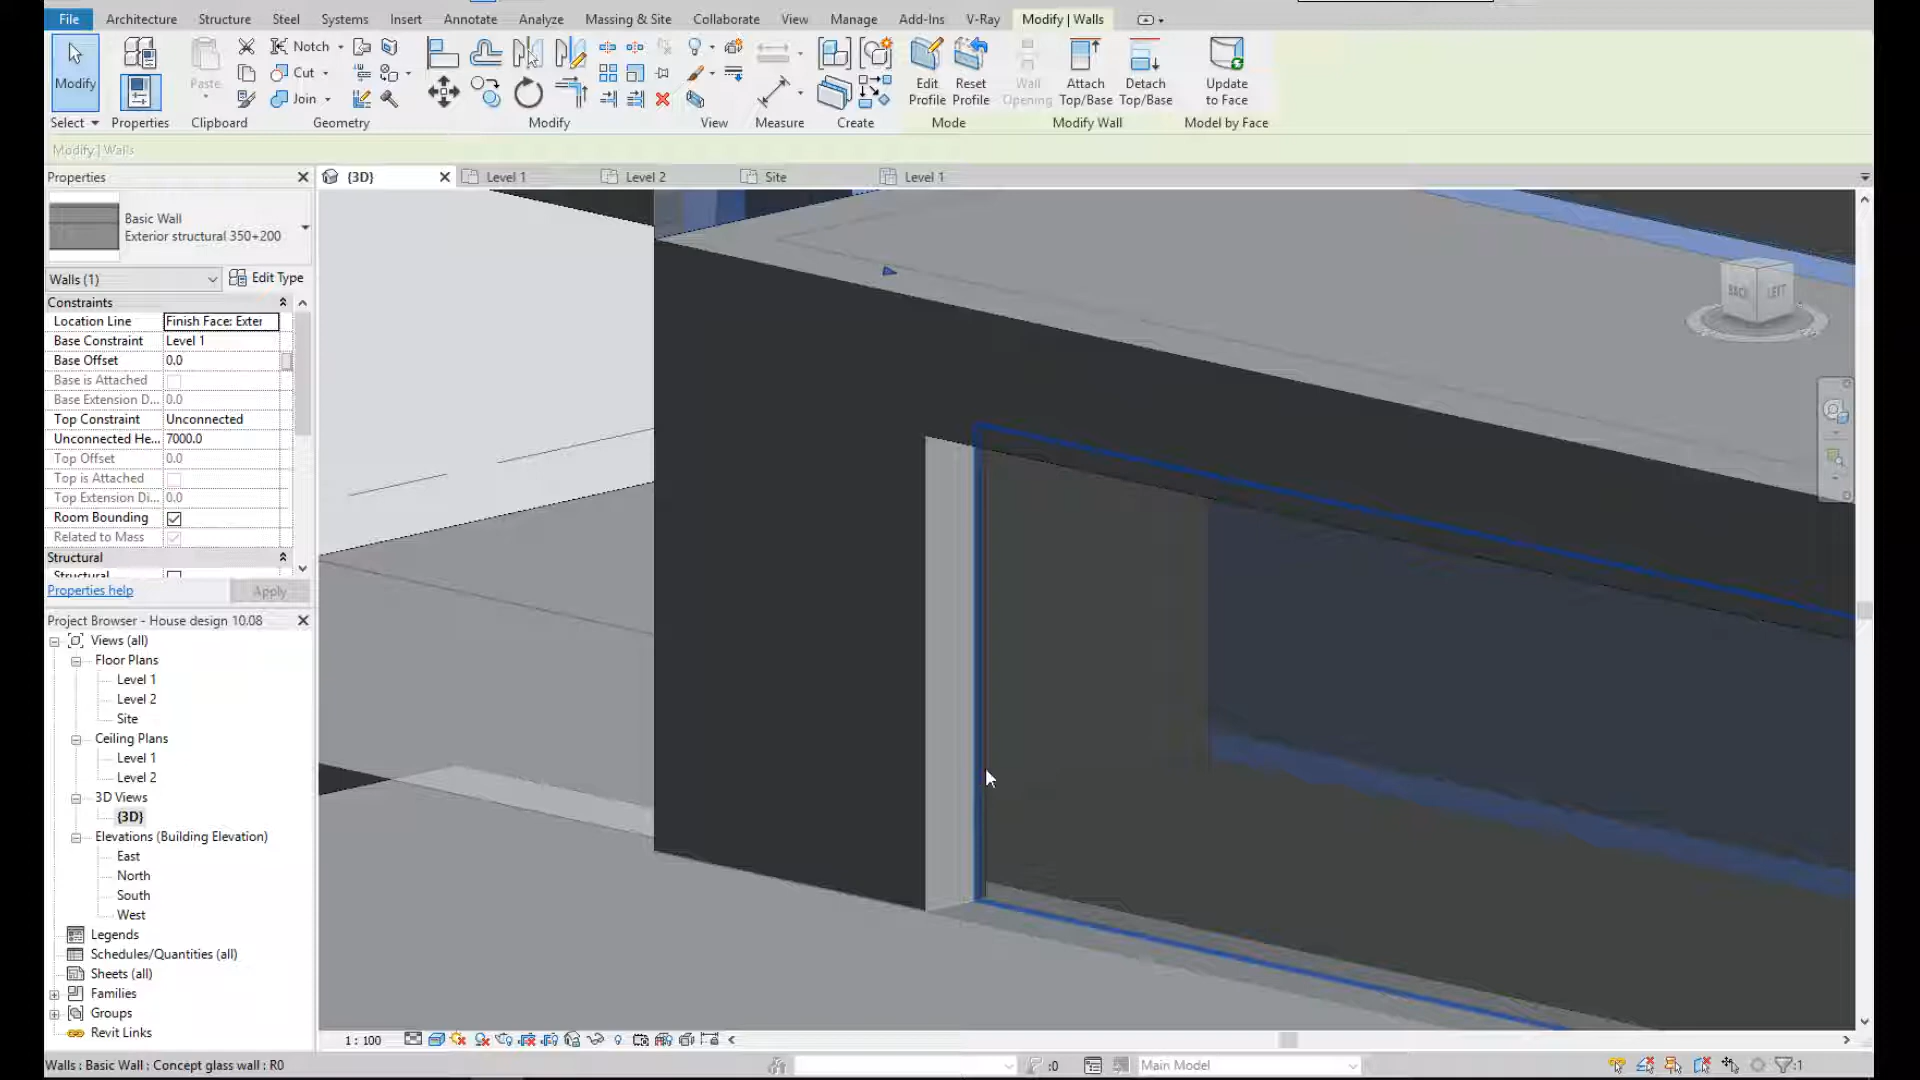 File Architecture Structure Steel Systems Insert Annotate Analyze Massing & Site Collaborate View Manage Add-Ins V-Ray Modify | Walls
Modify Paste Notch Cut Join Edit Profile Reset Profile Wall Opening Attach Top/Base Detach Top/Base Update to Face
Select Properties Clipboard Geometry Modify View Measure Create Mode Modify Wall Model by Face
Modify | Walls
Properties
{3D} Level 1 Level 2 Site Level 1
Basic Wall
Exterior structural 350+200
Walls (1) Edit Type
Constraints
Location Line Finish Face: Exter
Base Constraint Level 1
Base Offset 0.0
Base is Attached
Base Extension D... 0.0
Top Constraint Unconnected
Unconnected He... 7000.0
Top Offset 0.0
Top is Attached
Top Extension Di... 0.0
Room Bounding
Related to Mass
Structural
Structural
Properties help Apply
Project Browser - House design 10.08
Views (all)
Floor Plans
Level 1
Level 2
Site
Ceiling Plans
Level 1
Level 2
3D Views
{3D}
Elevations (Building Elevation)
East
North
South
West
Legends
Schedules/Quantities (all)
Sheets (all)
Families
Groups
Revit Links
BACK LEFT
1 : 100
Walls : Basic Wall : Concept glass wall : R0 :0 Main Model :1